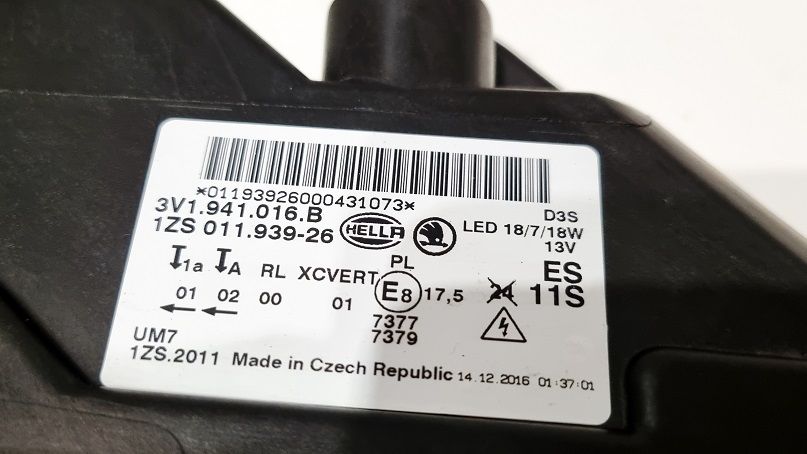 *01193926000431073*
3V1.941.016.B
D3S
1ZS 011.939-26 HELLA LED 18/7/18W
13V
PL ES
1a A RL XCVERT E8 17,5 24 11S
01 02 00 01
7377
UM7 7379
1ZS.2011 Made in Czech Republic 14.12.2016 01:37:01